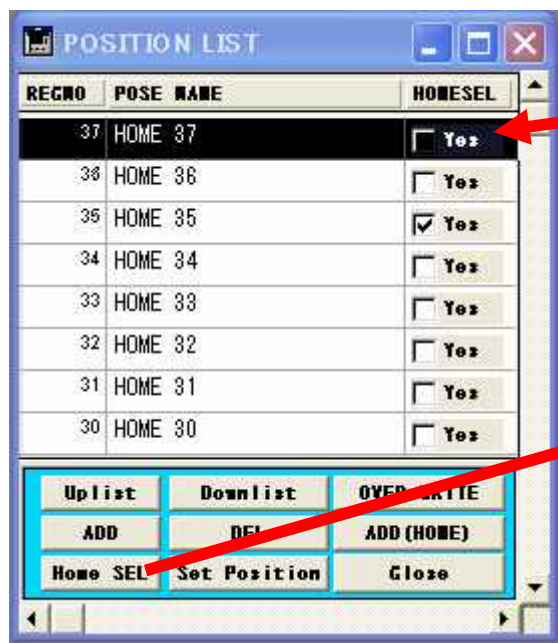 POSITION LIST
REGNO POSE NAME HOMESEL
37 HOME 37 Yes
36 HOME 36 Yes
35 HOME 35 Yes
34 HOME 34 Yes
33 HOME 33 Yes
32 HOME 32 Yes
31 HOME 31 Yes
30 HOME 30 Yes
Uplist Downlist
ADD DEL ADD(HOME)
Home SEL Set Position Close